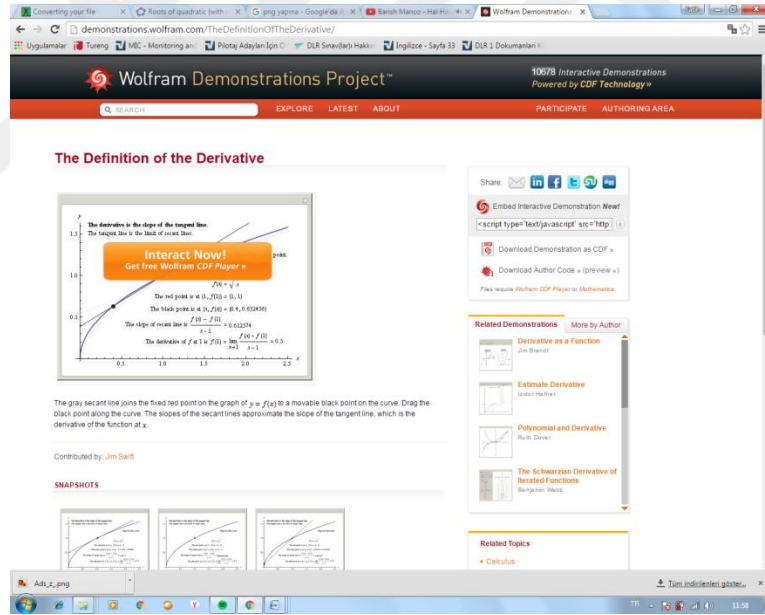 Converting your file
Roots of quadratic (with
png yapma - Google'da
Barish Manco - Hal Hal
Wolfram Demonstrations
demonstrations.wolfram.com/TheDefinitionOfTheDerivative/
Uygulamalar
Tureng
MIC - Monitoring and
Pilotaj Adayları İçin
DLR Sınav(lar)ı Hakkı
İngilizce - Sayfa 33
DLR 1 Dokumanları
Wolfram Demonstrations Project™
10678 Interactive Demonstrations
Powered by CDF Technology »
SEARCH
EXPLORE LATEST ABOUT
PARTICIPATE AUTHORING AREA
The Definition of the Derivative
The derivative is the slope of the tangent line.
The tangent line is the limit of secant lines.
point.
Interact Now!
Get free Wolfram CDF Player »
f(x) = √x
The red point is at (1, f(1)) = (1, 1)
The black point is at (x, f(x)) = (0.4, 0.632456)
The slope of secant line is f(x) - f(1) / x - 1 = 0.612574
The derivative of f at 1 is f'(1) = lim x→1 f(x) - f(1) / x - 1 = 0.5
y
1.5
1.0
0.5 1.0 1.5 2.0 2.5 x
The gray secant line joins the fixed red point on the graph of y = f(x) to a movable black point on the curve. Drag the
black point along the curve. The slopes of the secant lines approximate the slope of the tangent line, which is the
derivative of the function at x.
Contributed by: Jim Swift
SNAPSHOTS
Share:
Embed Interactive Demonstration New!
<script type='text/javascript' src='http:
Download Demonstration as CDF »
Download Author Code » (preview »)
Files require Wolfram CDF Player or Mathematica.
Related Demonstrations
More by Author
Derivative as a Function
Jim Brandt
Estimate Derivative
Izidor Hafner
Polynomial and Derivative
The Schwarzian Derivative of
Iterated Functions
Benjamin Webb
Related Topics
Calculus
Ads_z_.png
Tüm indirilenleri göster...
TR
11:58